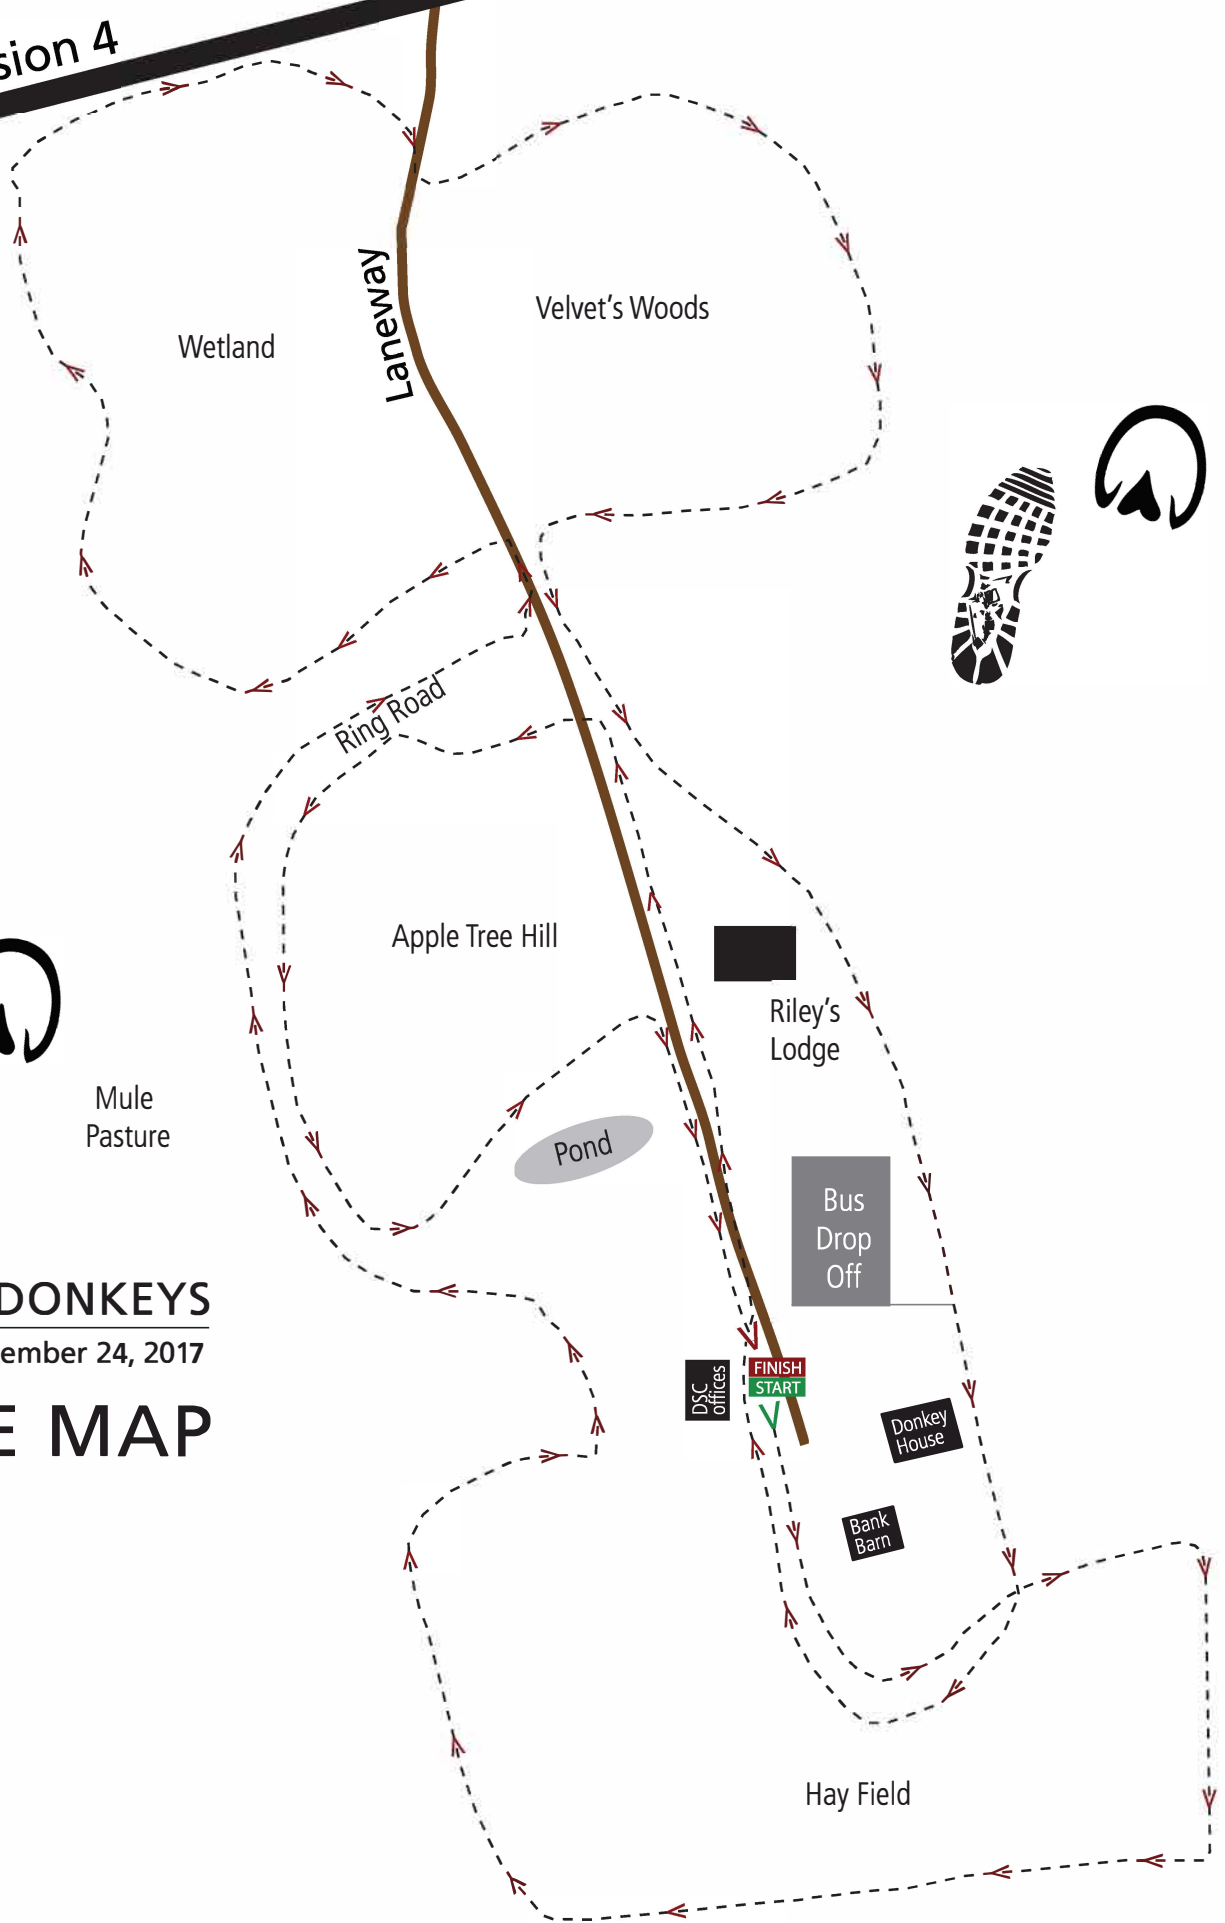 sion 4
Laneway
Velvet's Woods
Wetland
Ring Road
Apple Tree Hill
Riley's
Lodge
Mule
Pasture
Pond
Bus
Drop
Off
DONKEYS
ember 24, 2017
E MAP
DSC
offices
FINISH
START
Donkey
House
Bank
Barn
Hay Field